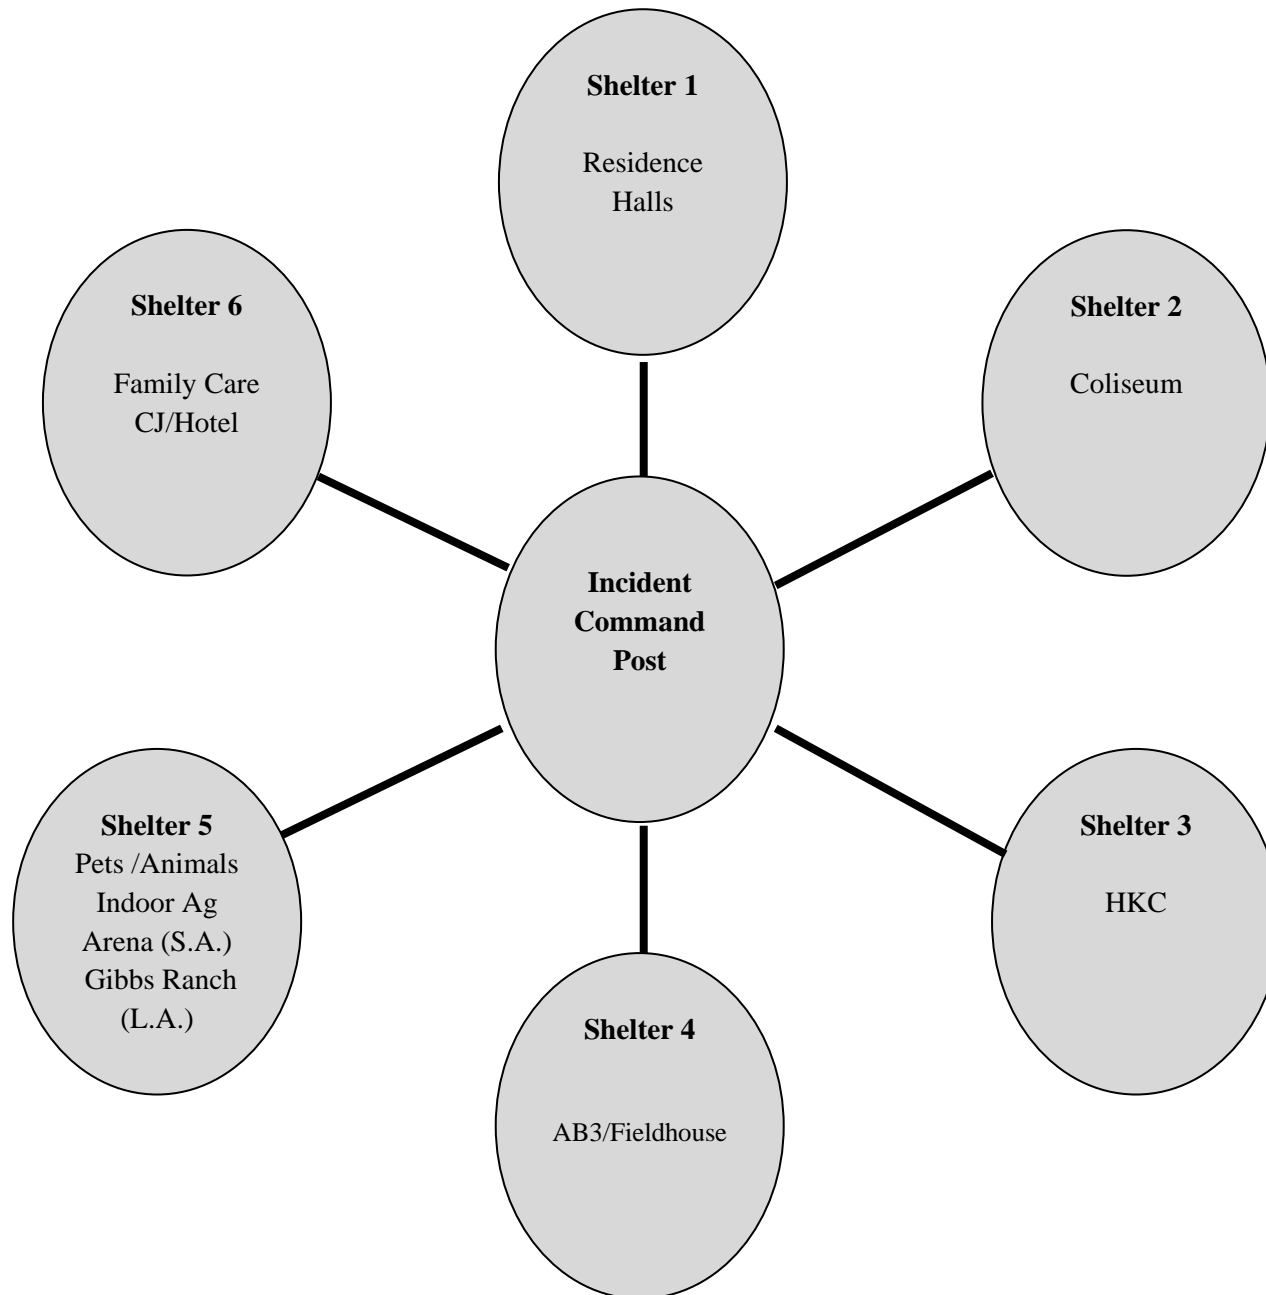 Shelter 1
Residence
Halls
Shelter 6
Family Care
CJ/Hotel
Shelter 2
Coliseum
Incident
Command
Post
Shelter 5
Pets /Animals
Indoor Ag
Arena (S.A.)
Gibbs Ranch
(L.A.)
Shelter 3
HKC
Shelter 4
AB3/Fieldhouse